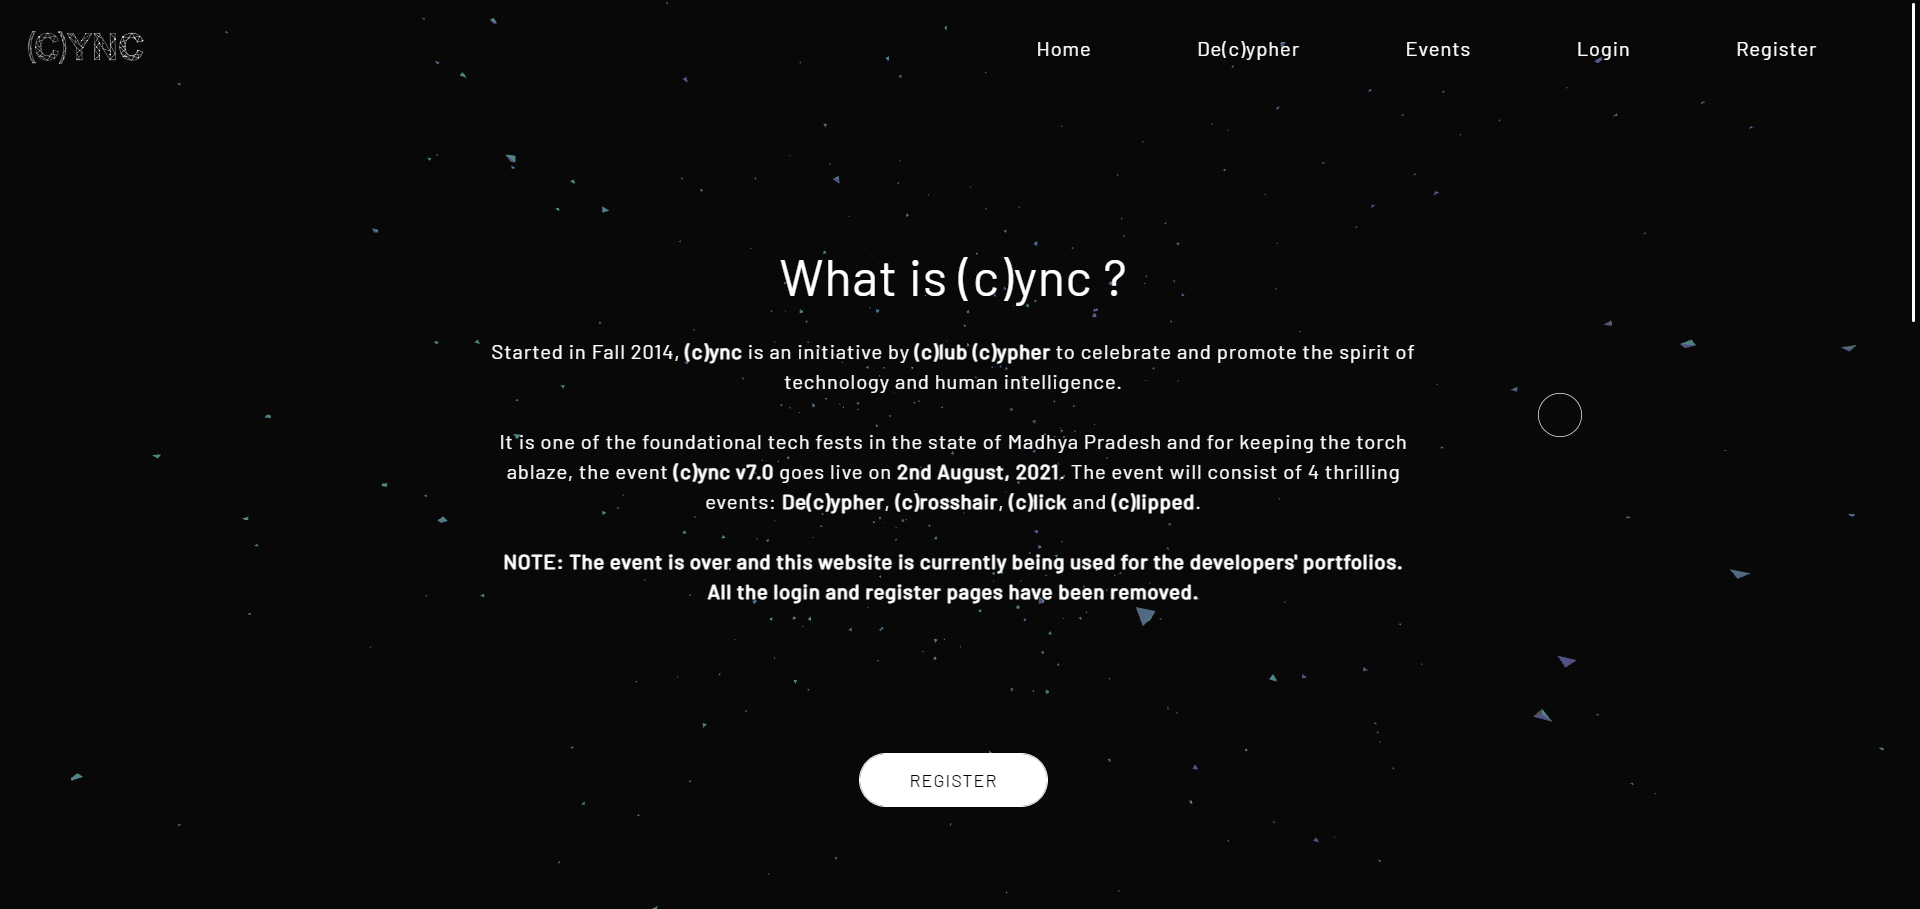 (C)YNC
Home
De(c)ypher
Events
Login
Register
What is (c)ync ?
Started in Fall 2014, (c)ync is an initiative by (c)lub (c)ypher to celebrate and promote the spirit of
technology and human intelligence.
It is one of the foundational tech fests in the state of Madhya Pradesh and for keeping the torch
ablaze, the event (c)ync v7.0 goes live on 2nd August, 2021. The event will consist of 4 thrilling
events: De(c)ypher, (c)rosshair, (c)lick and (c)lipped.
NOTE: The event is over and this website is currently being used for the developers' portfolios.
All the login and register pages have been removed.
REGISTER